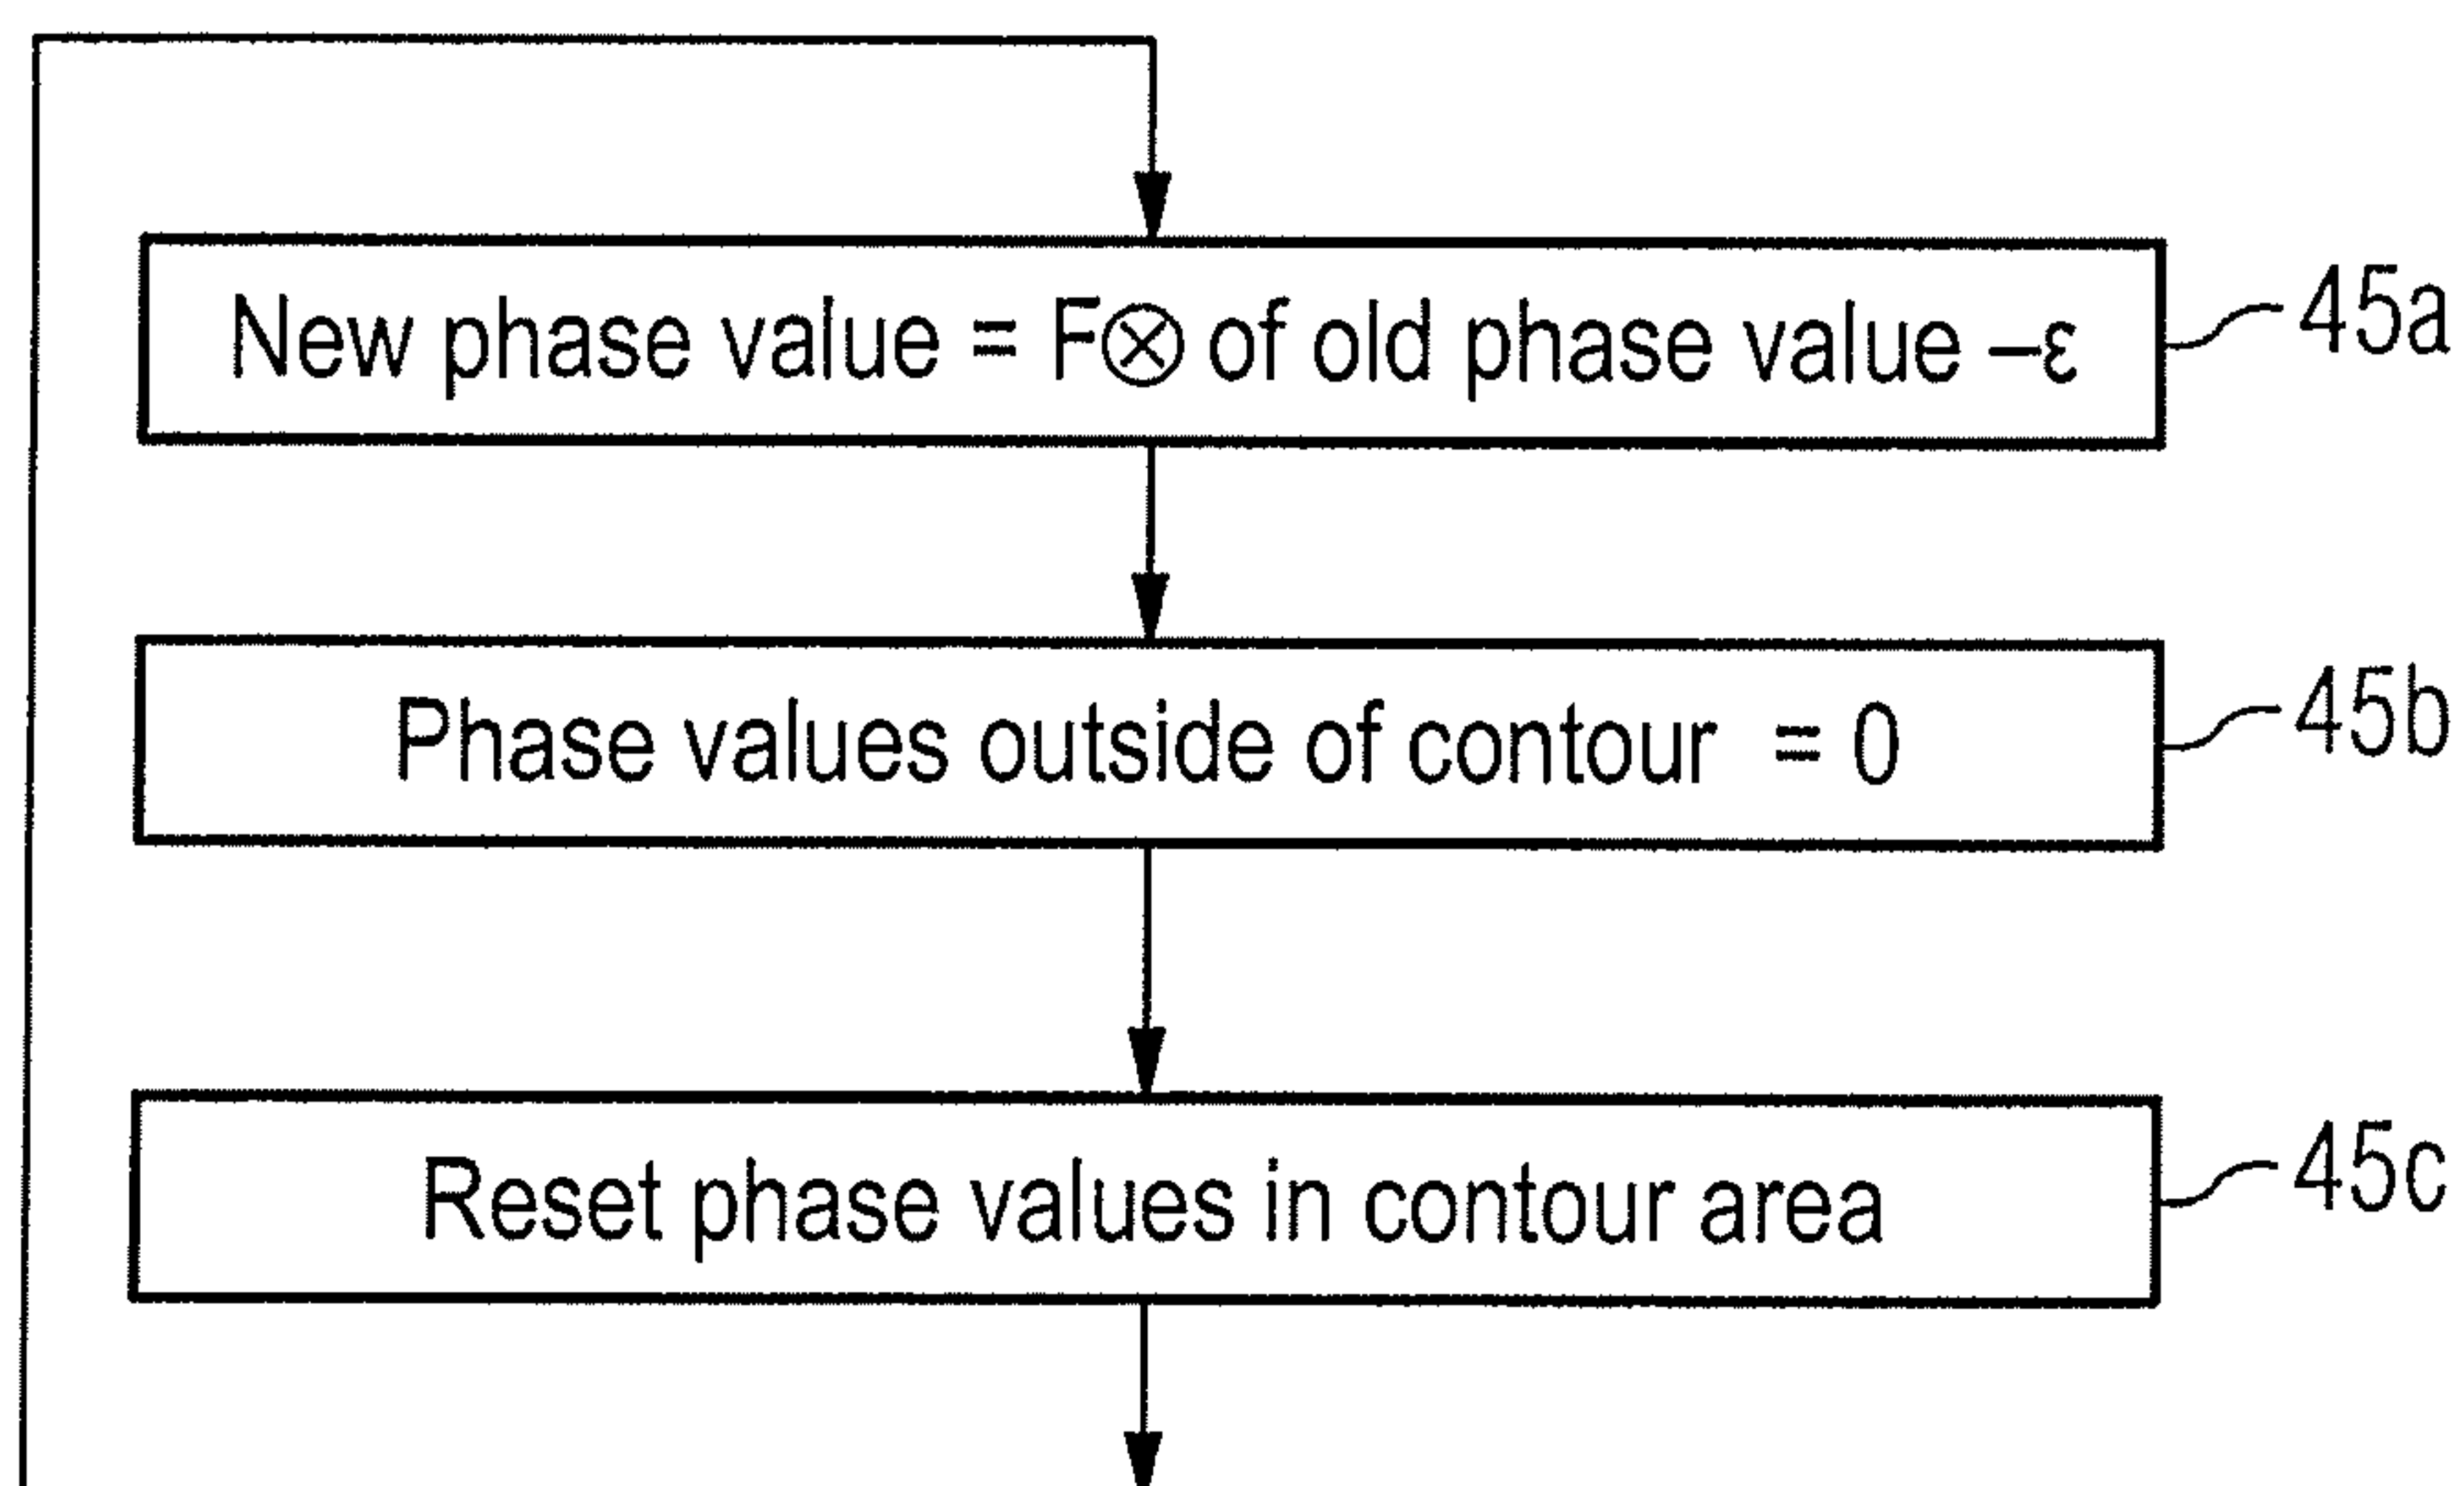 New phase value = F⊗ of old phase value –ε
45a
Phase values outside of contour = 0
45b
Reset phase values in contour area
45c